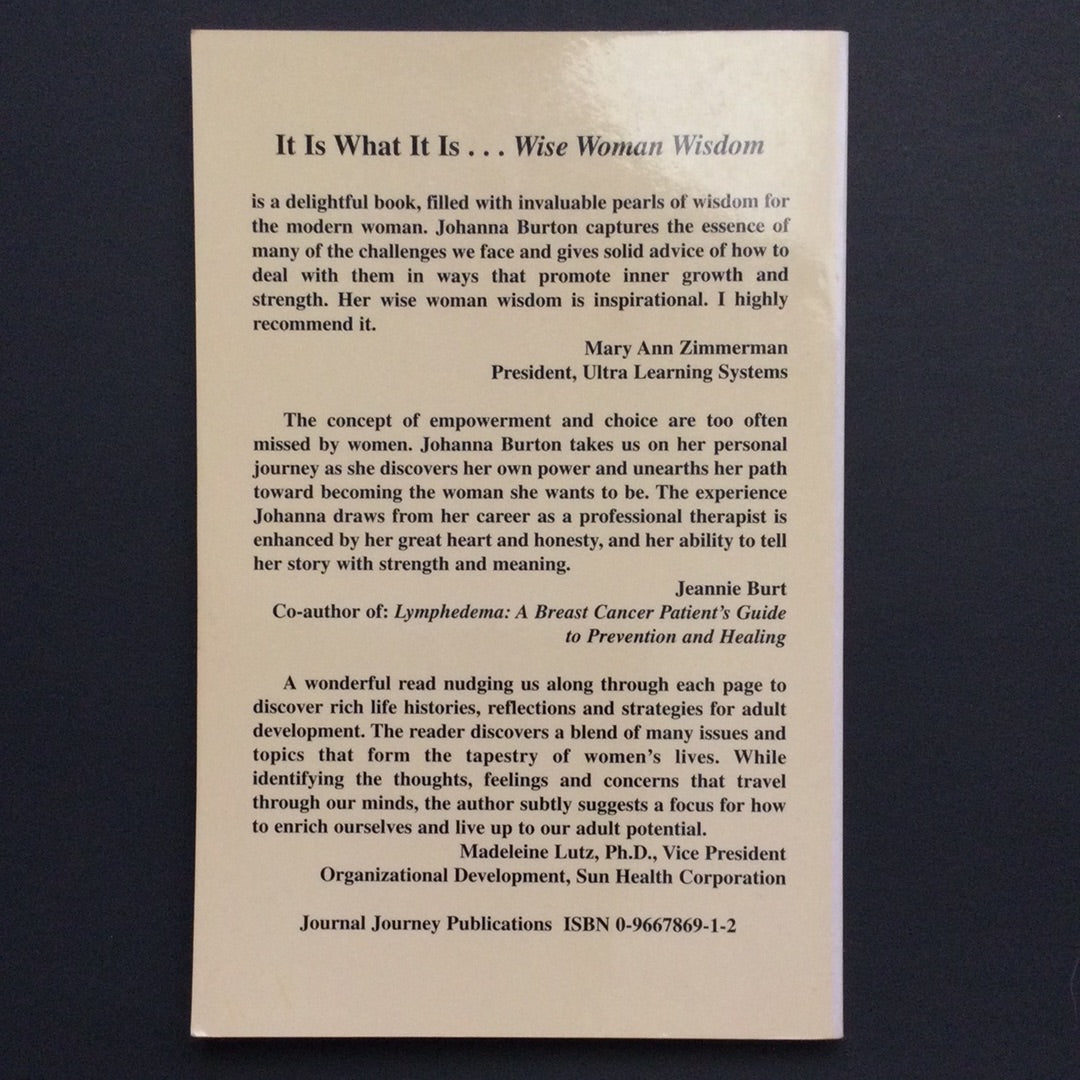 It Is What It Is . . . Wise Woman Wisdom
is a delightful book, filled with invaluable pearls of wisdom for
the modern woman. Johanna Burton captures the essence of
many of the challenges we face and gives solid advice of how to
deal with them in ways that promote inner growth and
strength. Her wise woman wisdom is inspirational. I highly
recommend it.
Mary Ann Zimmerman
President, Ultra Learning Systems
The concept of empowerment and choice are too often
missed by women. Johanna Burton takes us on her personal
journey as she discovers her own power and unearths her path
toward becoming the woman she wants to be. The experience
Johanna draws from her career as a professional therapist is
enhanced by her great heart and honesty, and her ability to tell
her story with strength and meaning.
Jeannie Burt
Co-author of: Lymphedema: A Breast Cancer Patient's Guide
to Prevention and Healing
A wonderful read nudging us along through each page to
discover rich life histories, reflections and strategies for adult
development. The reader discovers a blend of many issues and
topics that form the tapestry of women's lives. While
identifying the thoughts, feelings and concerns that travel
through our minds, the author subtly suggests a focus for how
to enrich ourselves and live up to our adult potential.
Madeleine Lutz, Ph.D., Vice President
Organizational Development, Sun Health Corporation
Journal Journey Publications ISBN 0-9667869-1-2